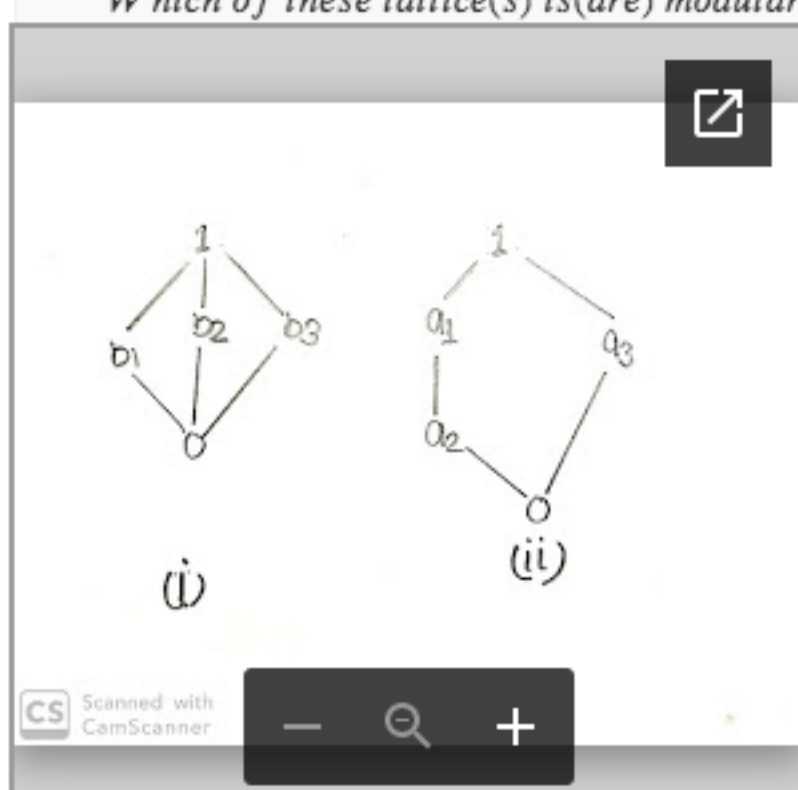 Which of these lattice(s) is(are) modular
1
b1 b2 b3
0
(i)
1
a1
a3
a2
0
(ii)
CS Scanned with
CamScanner